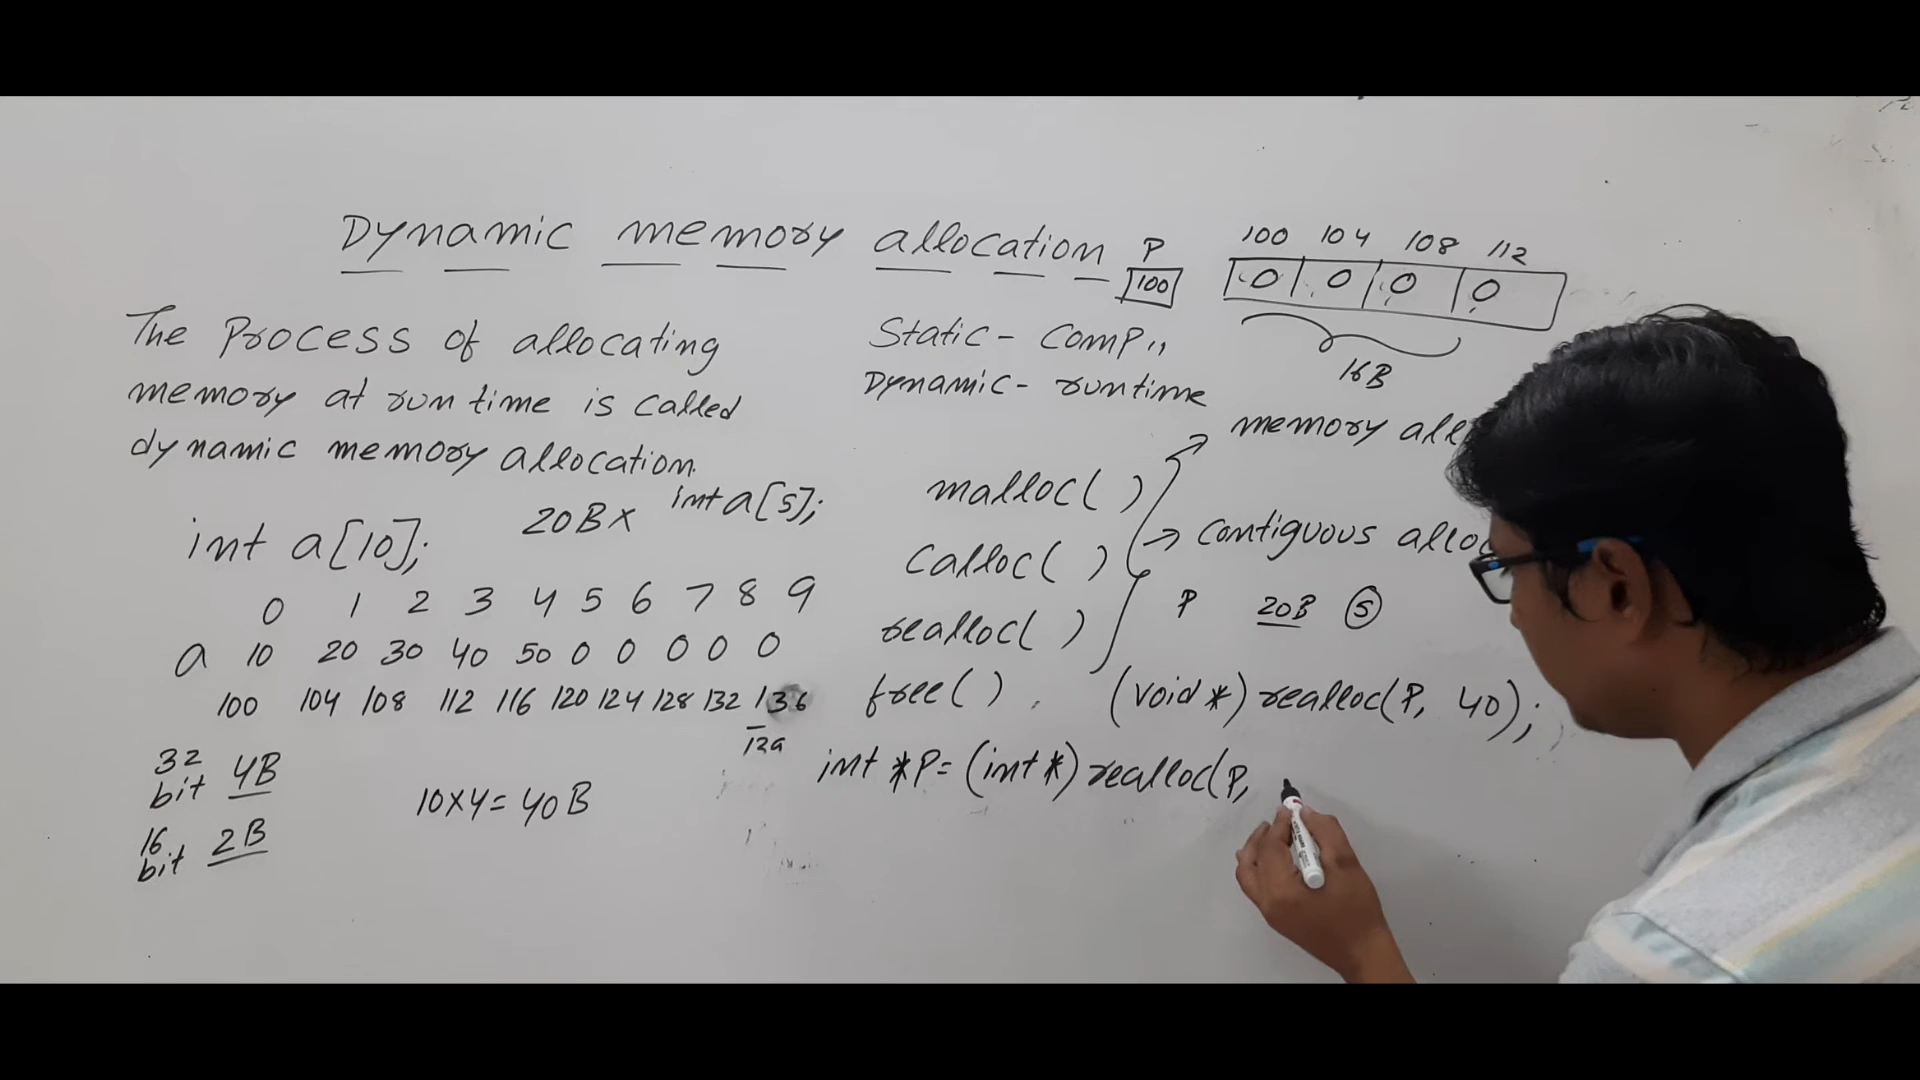 Dynamic memory allocation
P
100
100 104 108 112
0 0 0 0
16B
The Process of allocating
memory at run time is called
dynamic memory allocation.
int a[10];
20B x
int a[5];
0 1 2 3 4 5 6 7 8 9
a 10 20 30 40 50 0 0 0 0 0
100 104 108 112 116 120 124 128 132 136
32
bit 4B
16
bit 2B
10x4=40B
Static - Comp,,
Dynamic - runtime
malloc( )
→ memory all
calloc( )
→ Contiguous alloc
realloc( )
P 20B 5
free( )
(void *) realloc(P, 40);
int *P= (int *) realloc(P,